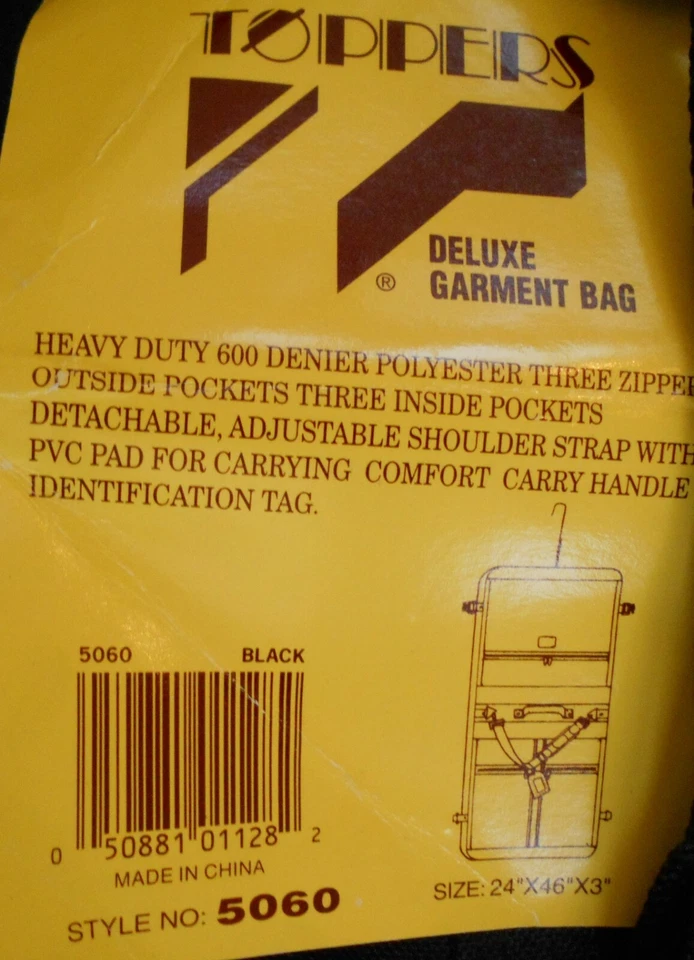 TOPPERS
®
DELUXE
GARMENT BAG
HEAVY DUTY 600 DENIER POLYESTER THREE ZIPPE
OUTSIDE POCKETS THREE INSIDE POCKETS
DETACHABLE, ADJUSTABLE SHOULDER STRAP WITH
PVC PAD FOR CARRYING COMFORT CARRY HANDLE
IDENTIFICATION TAG.
5060 BLACK
0 50881 01128 2
MADE IN CHINA
STYLE NO: 5060
SIZE: 24"X46"X3"